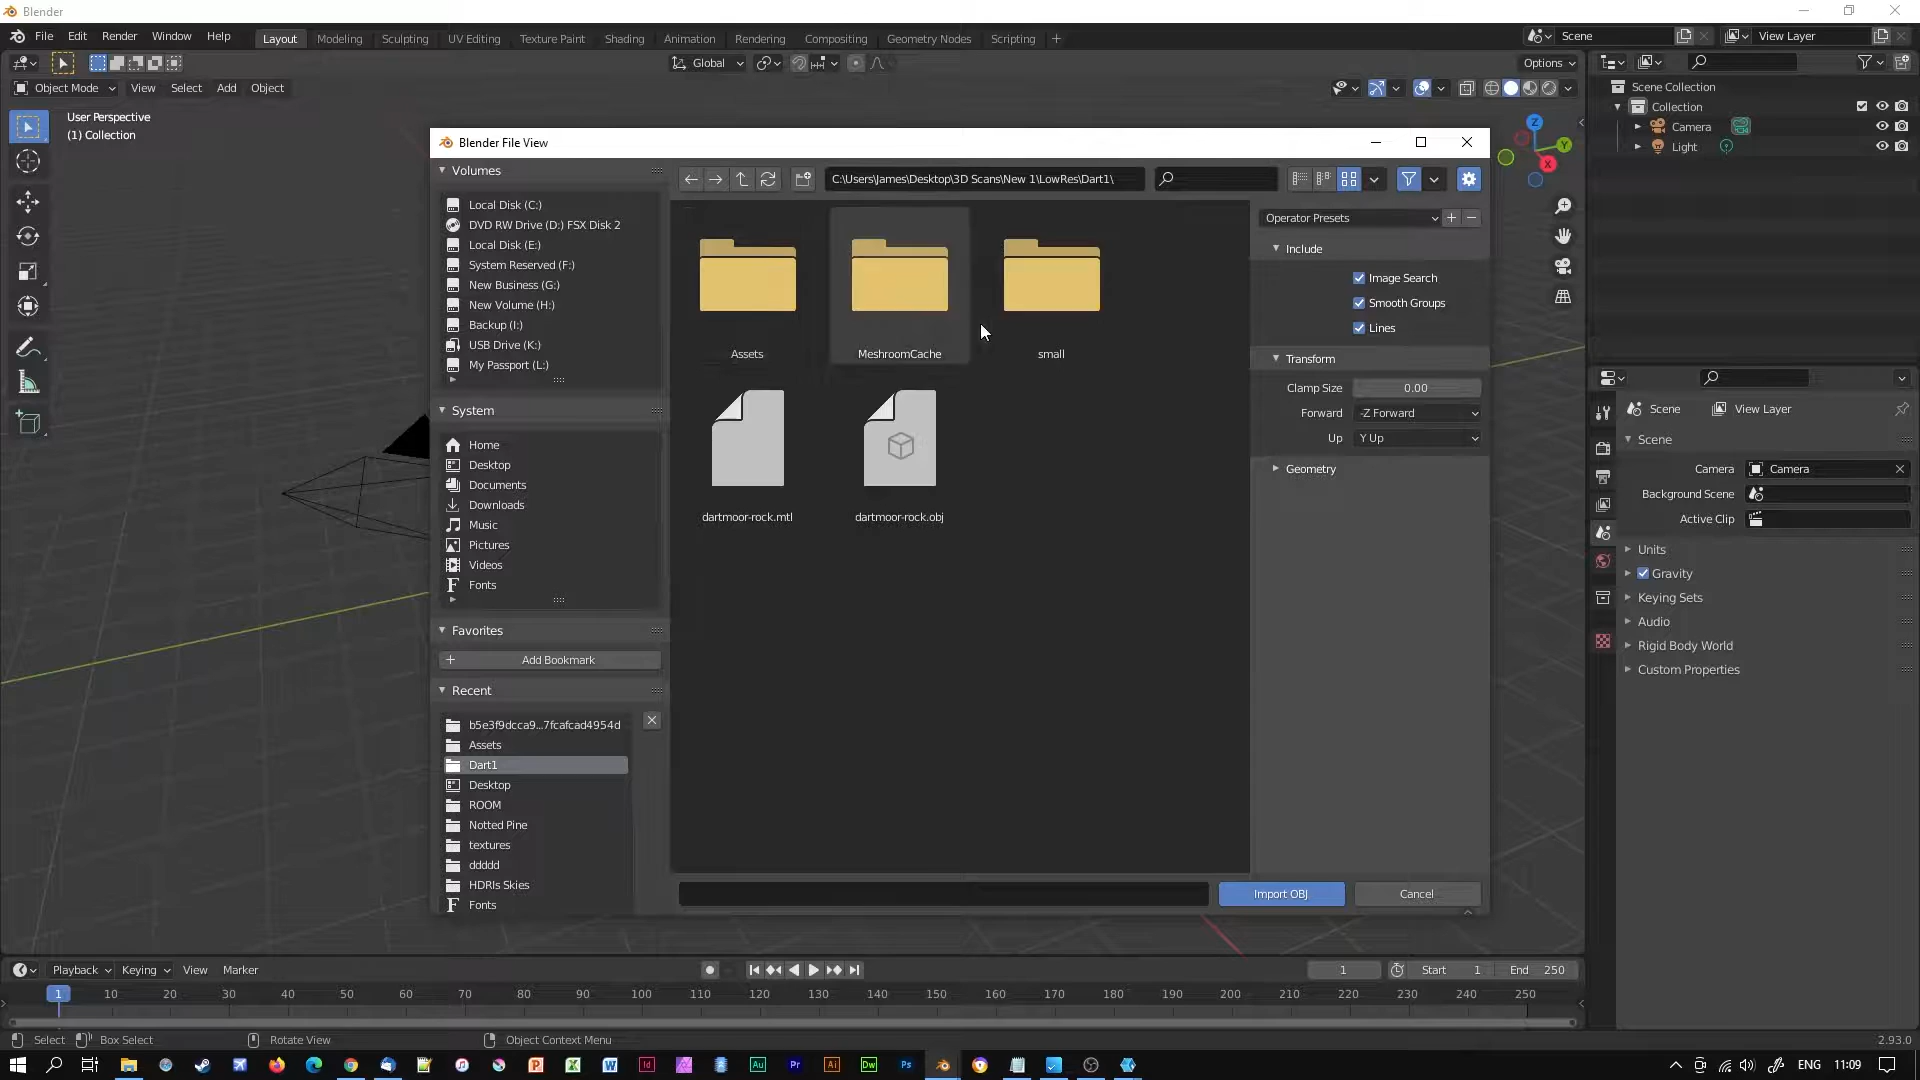 Blender
File Edit Render Window Help
Layout Modeling Sculpting UV Editing Texture Paint Shading Animation Rendering Compositing Geometry Nodes Scripting +
Scene
View Layer
Global
Options
Object Mode View Select Add Object
User Perspective
(1) Collection
Z
Y
X
Scene Collection
Collection
Camera
Light
Blender File View
Volumes
Local Disk (C:)
DVD RW Drive (D:) FSX Disk 2
Local Disk (E:)
System Reserved (F:)
New Business (G:)
New Volume (H:)
Backup (I:)
USB Drive (K:)
My Passport (L:)
System
Home
Desktop
Documents
Downloads
Music
Pictures
Videos
Fonts
Favorites
Add Bookmark
Recent
b5e3f9dcca9...7fcafcad4954d
Assets
Dart1
Desktop
ROOM
Notted Pine
textures
ddddd
HDRIs Skies
Fonts
C:\Users\James\Desktop\3D Scans\New 1\LowRes\Dart1\
Assets
MeshroomCache
small
dartmoor-rock.mtl
dartmoor-rock.obj
Operator Presets
Include
Image Search
Smooth Groups
Lines
Transform
Clamp Size 0.00
Forward -Z Forward
Up Y Up
Geometry
Import OBJ
Cancel
Scene View Layer
Scene
Camera Camera
Background Scene
Active Clip
Units
Gravity
Keying Sets
Audio
Rigid Body World
Custom Properties
Playback Keying View Marker
1
Start 1
End 250
1 10 20 30 40 50 60 70 80 90 100 110 120 130 140 150 160 170 180 190 200 210 220 230 240 250
Select
Box Select
Rotate View
Object Context Menu
2.93.0
ENG 11:09